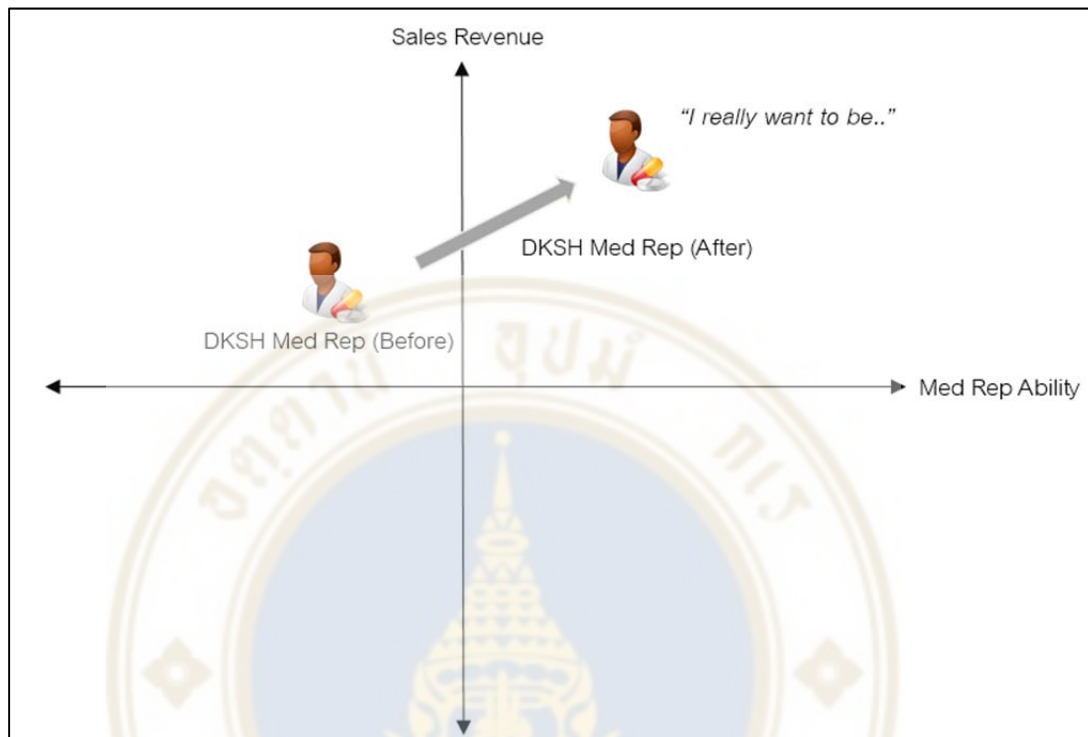 Sales Revenue
“I really want to be..”
DKSH Med Rep (After)
DKSH Med Rep (Before)
Med Rep Ability